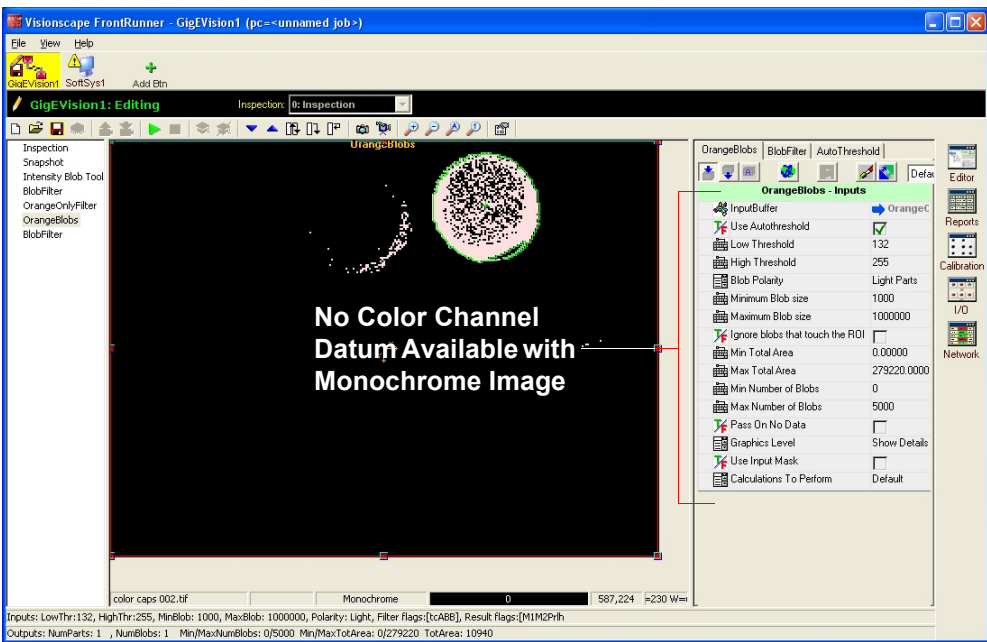 Visionscape FrontRunner - GigEVision1 (pc=<unnamed job>)
File View Help
GigEVision1 SoftSys1 Add Btn
GigEVision1: Editing Inspection: 0: Inspection
Inspection
Snapshot
Intensity Blob Tool
BlobFilter
OrangeOnlyFilter
OrangeBlobs
BlobFilter
OrangeBlobs
No Color Channel
Datum Available with
Monochrome Image
OrangeBlobs BlobFilter AutoThreshold
Defau
OrangeBlobs - Inputs
InputBuffer OrangeC
Use Autothreshold
Low Threshold 132
High Threshold 255
Blob Polarity Light Parts
Minimum Blob size 1000
Maximum Blob size 1000000
Ignore blobs that touch the ROI
Min Total Area 0.00000
Max Total Area 279220.0000
Min Number of Blobs 0
Max Number of Blobs 5000
Pass On No Data
Graphics Level Show Details
Use Input Mask
Calculations To Perform Default
Editor
Reports
Calibration
I/O
Network
color caps 002.tif Monochrome 0 587,224 =230 W=
Inputs: LowThr:132, HighThr:255, MinBlob: 1000, MaxBlob: 1000000, Polarity: Light, Filter flags:[tcABB], Result flags:[M1M2Prlh
Outputs: NumParts: 1 , NumBlobs: 1 Min/MaxNumBlobs: 0/5000 Min/MaxTotArea: 0/279220 TotArea: 10940